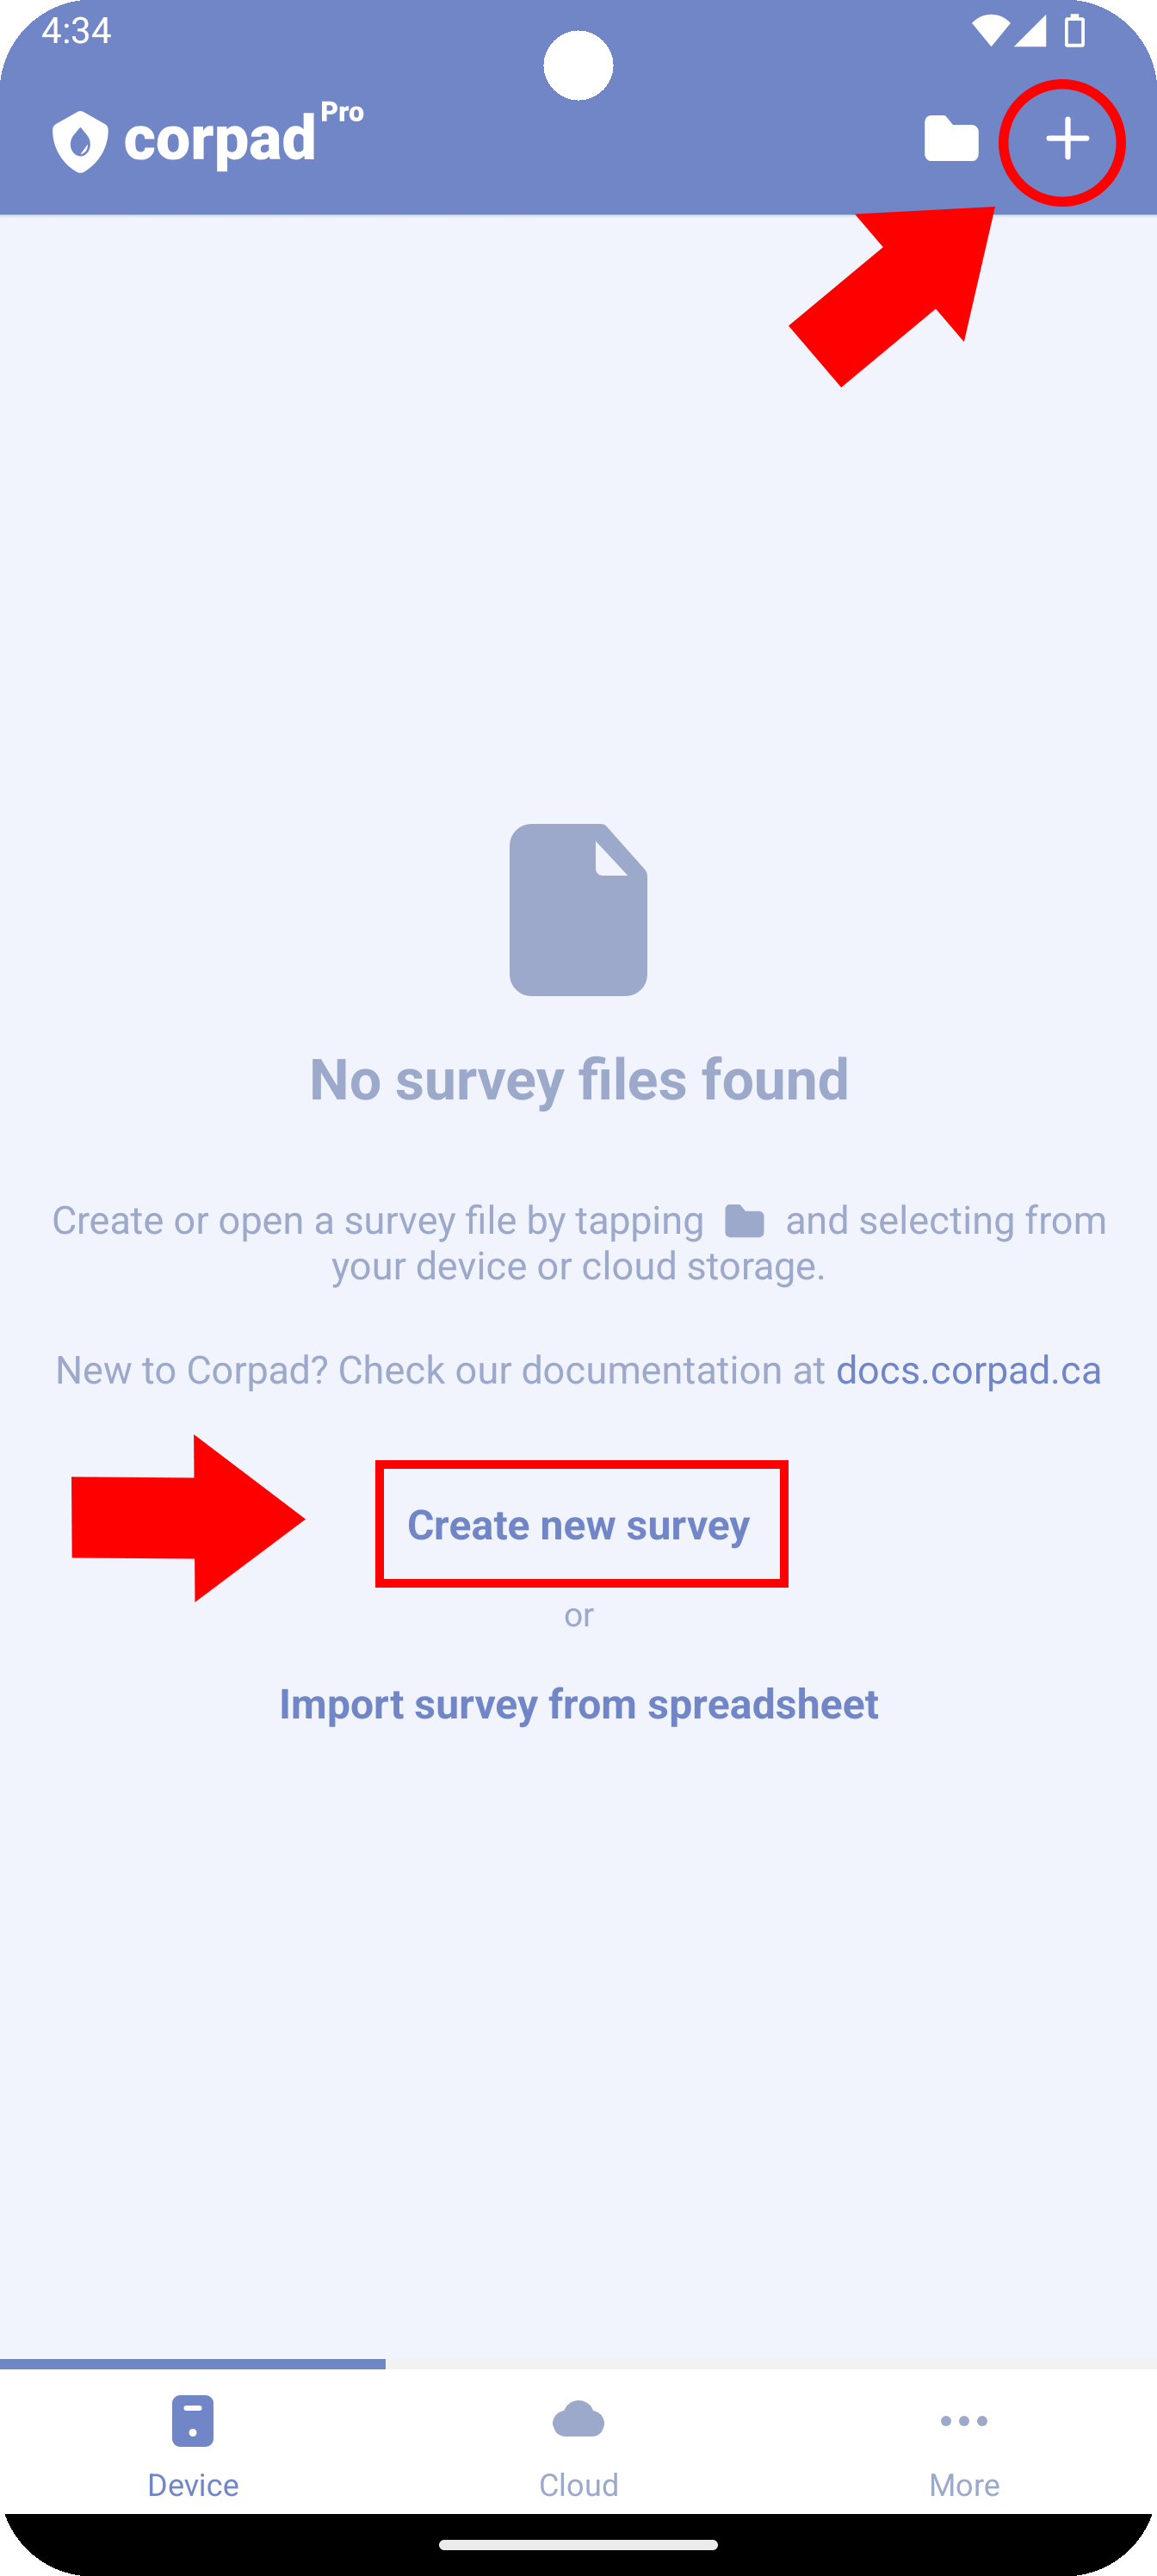 4:34
corpad Pro
No survey files found
Create or open a survey file by tapping and selecting from
your device or cloud storage.
New to Corpad? Check our documentation at docs.corpad.ca
Create new survey
or
Import survey from spreadsheet
Device
Cloud
More